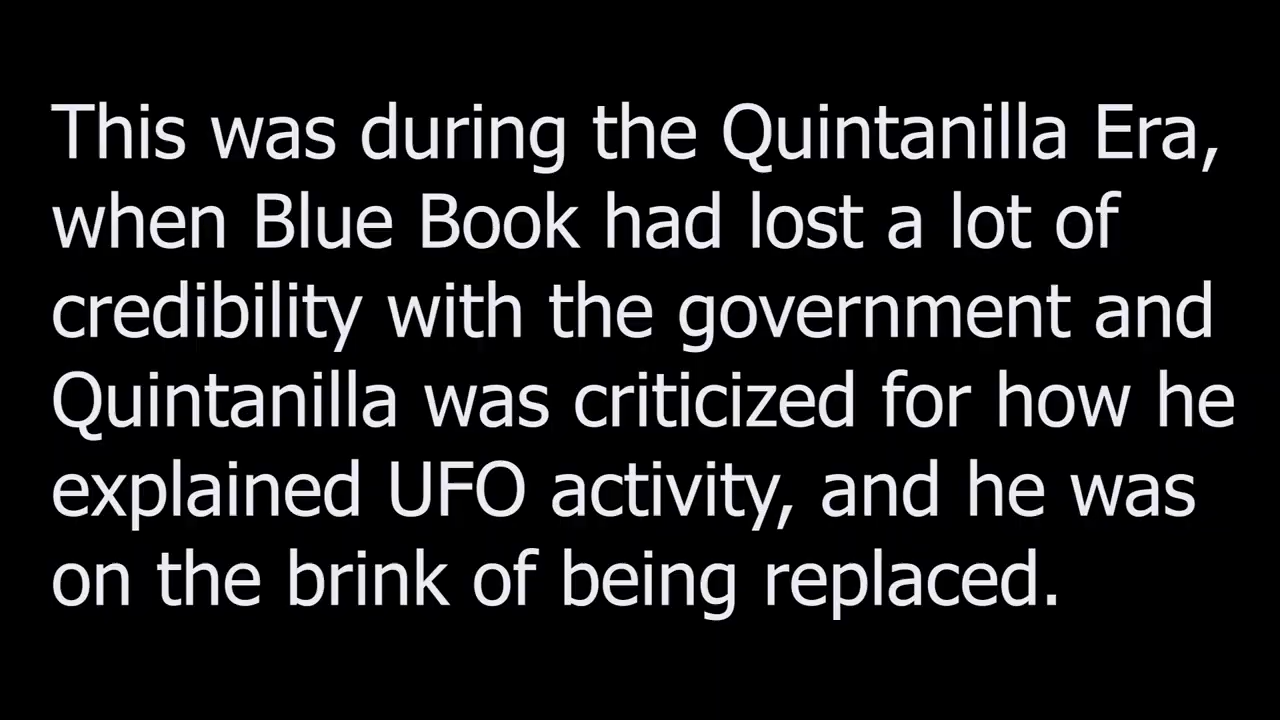 This was during the Quintanilla Era,
when Blue Book had lost a lot of
credibility with the government and
Quintanilla was criticized for how he
explained UFO activity, and he was
on the brink of being replaced.